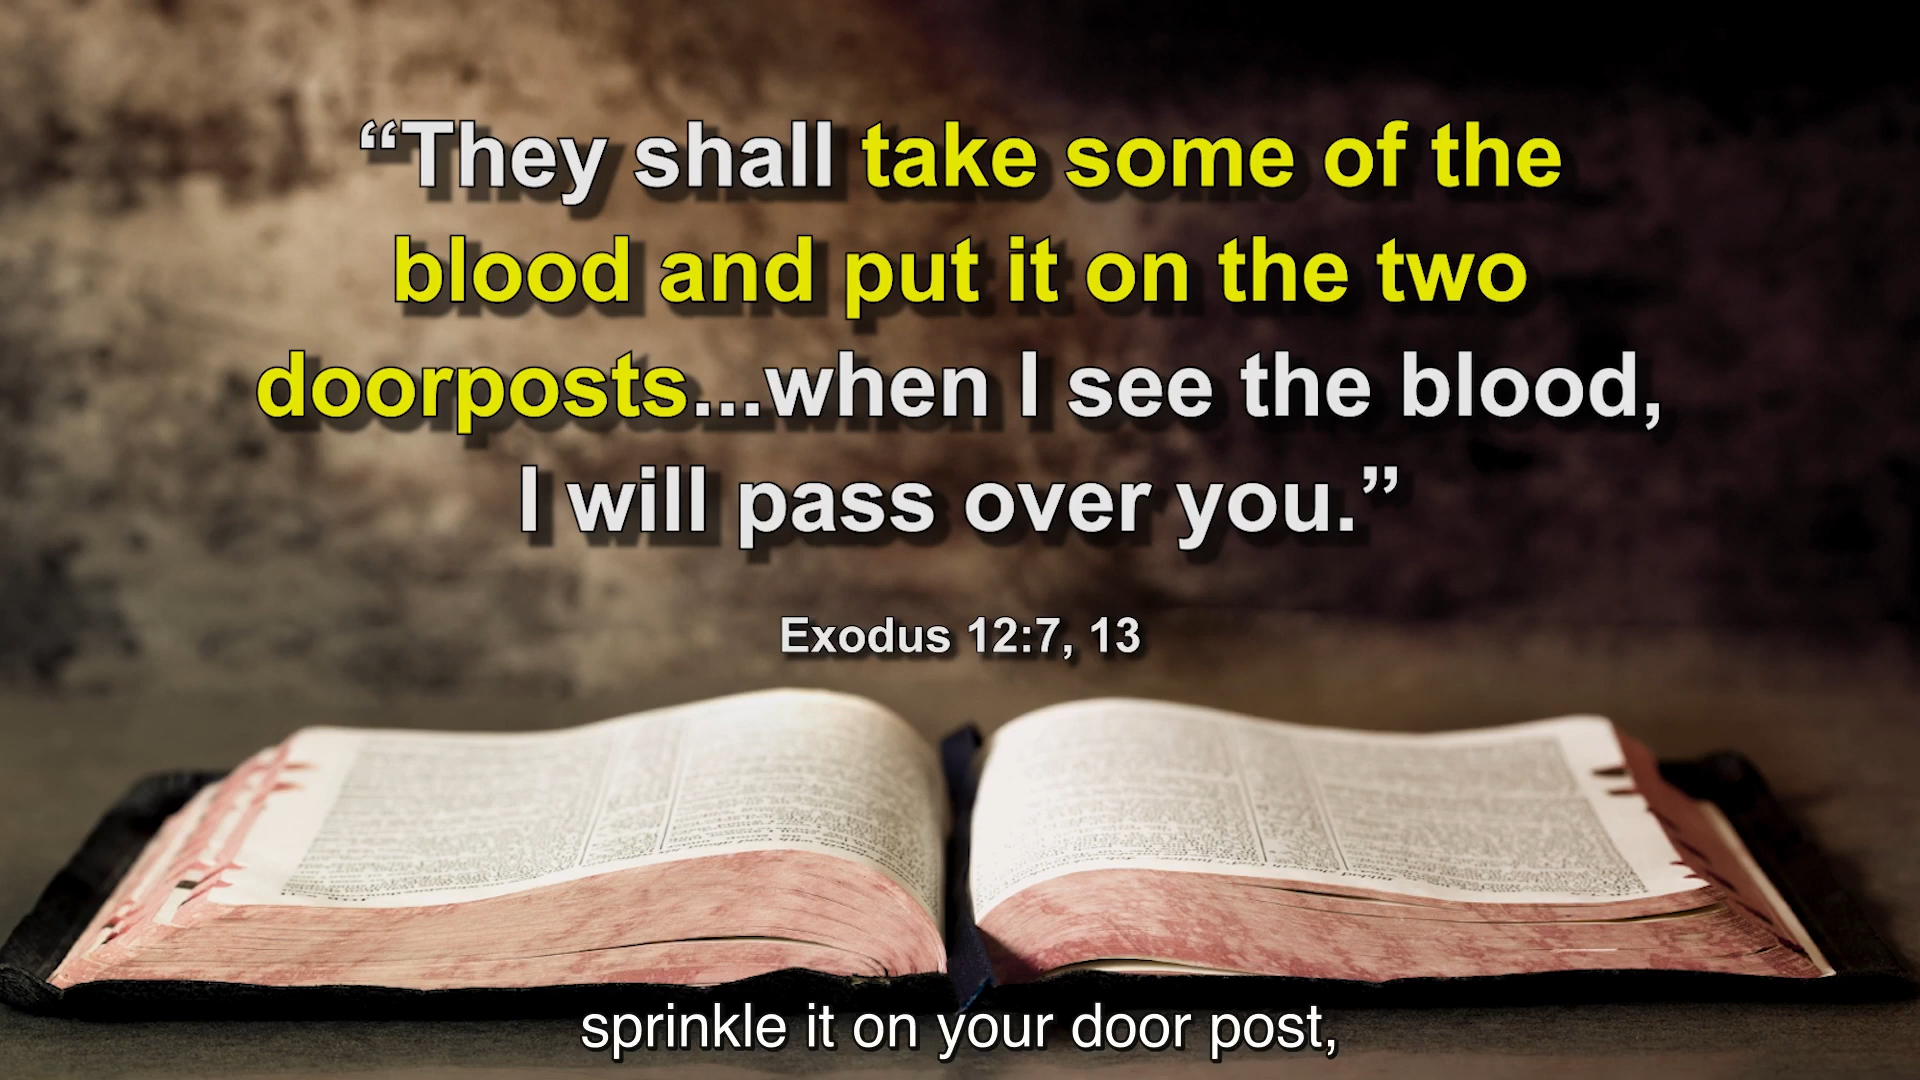 “They shall take some of the
blood and put it on the two
doorposts...when I see the blood,
I will pass over you.”
Exodus 12:7, 13
sprinkle it on your door post,